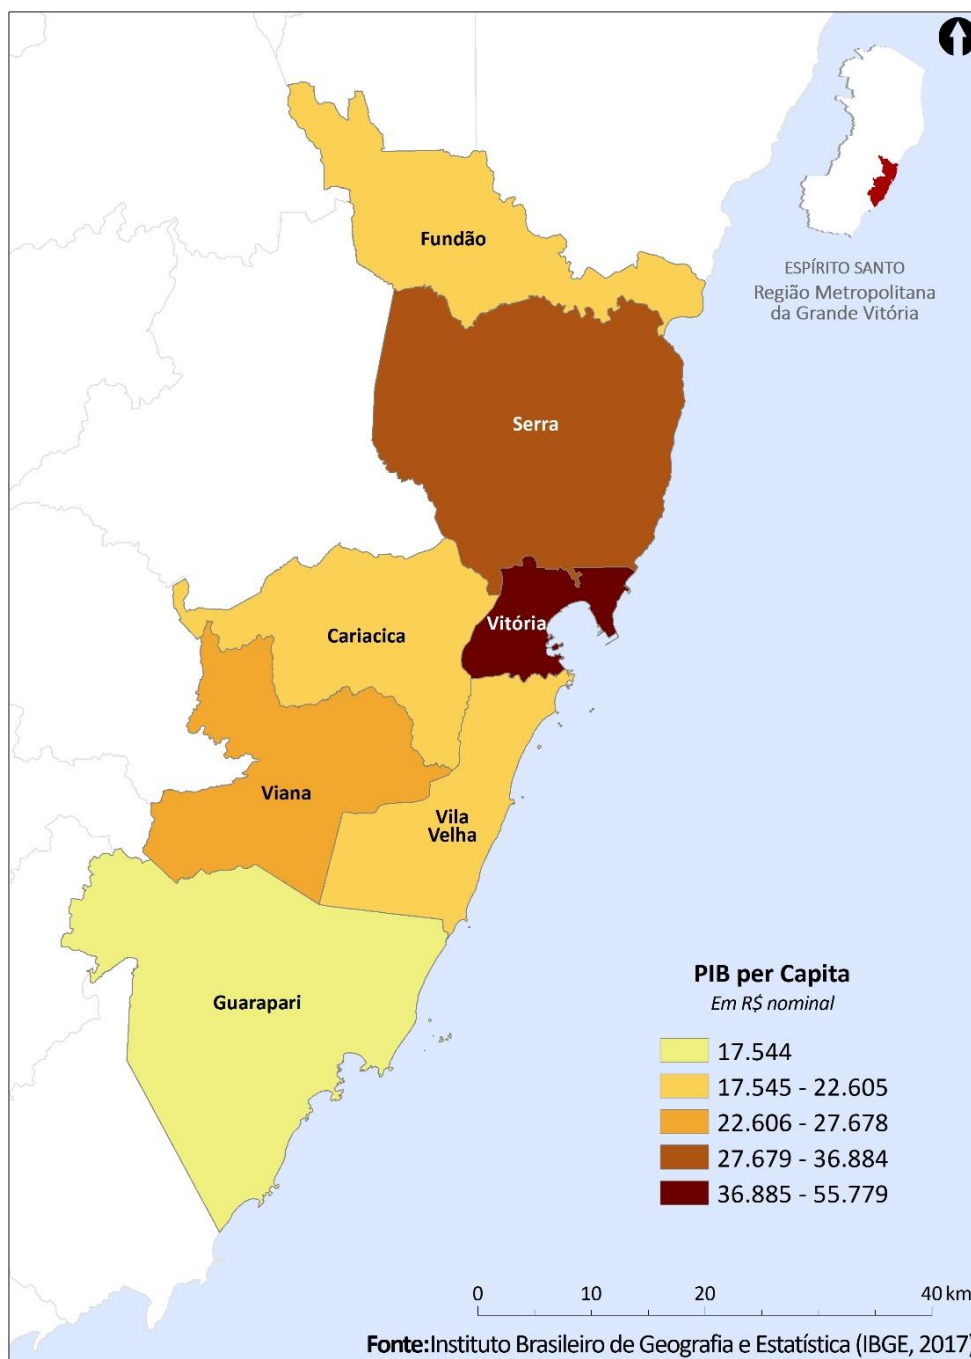 ESPÍRITO SANTO
Região Metropolitana
da Grande Vitória
Fundão
Serra
Vitória
Cariacica
Viana
Vila
Velha
Guarapari
PIB per Capita
Em R$ nominal
17.544
17.545 - 22.605
22.606 - 27.678
27.679 - 36.884
36.885 - 55.779
0 10 20 40 km
Fonte:Instituto Brasileiro de Geografia e Estatística (IBGE, 2017)